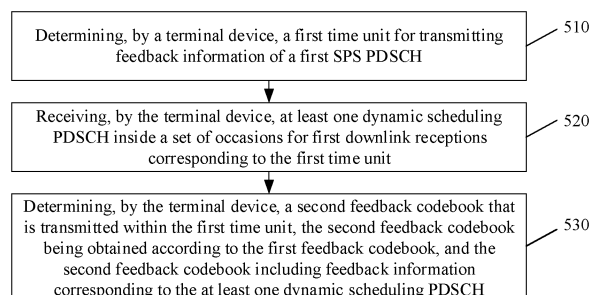 Determining, by a terminal device, a first time unit for transmitting
feedback information of a first SPS PDSCH
510
Receiving, by the terminal device, at least one dynamic scheduling
PDSCH inside a set of occasions for first downlink receptions
corresponding to the first time unit
520
Determining, by the terminal device, a second feedback codebook that
is transmitted within the first time unit, the second feedback codebook
being obtained according to the first feedback codebook, and the
second feedback codebook including feedback information
corresponding to the at least one dynamic scheduling PDSCH
530